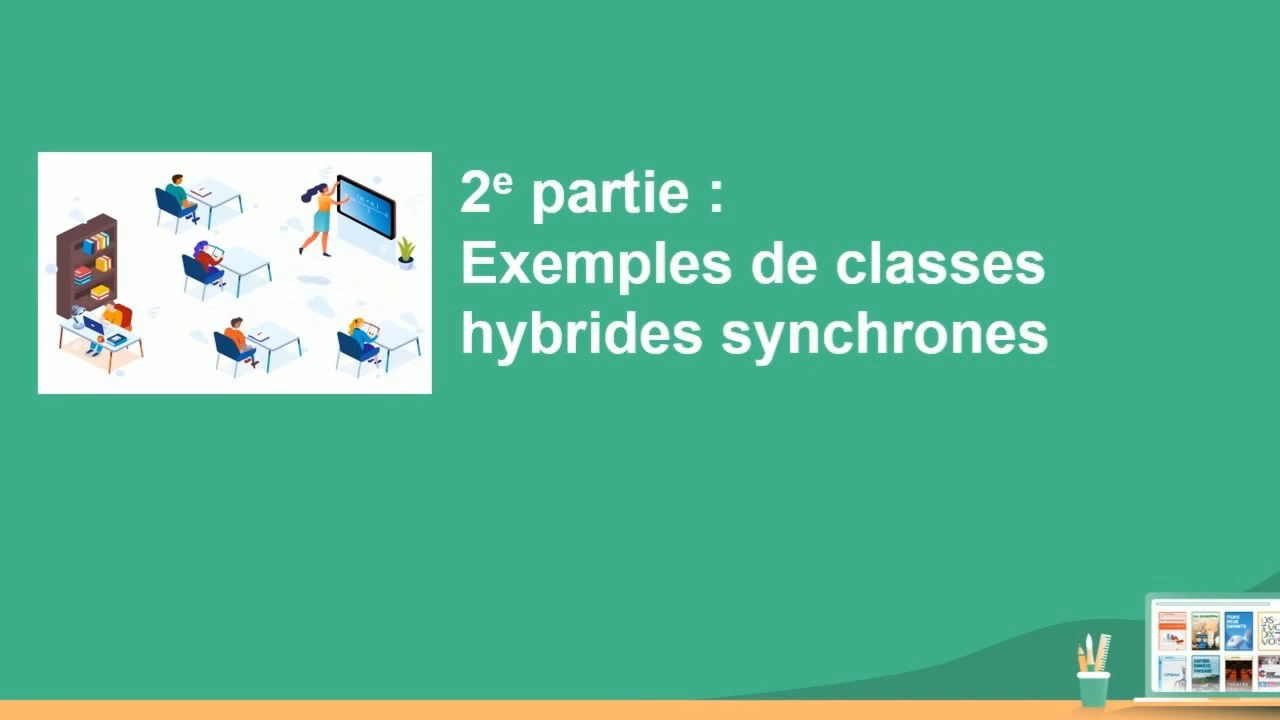 2e partie :
Exemples de classes
hybrides synchrones